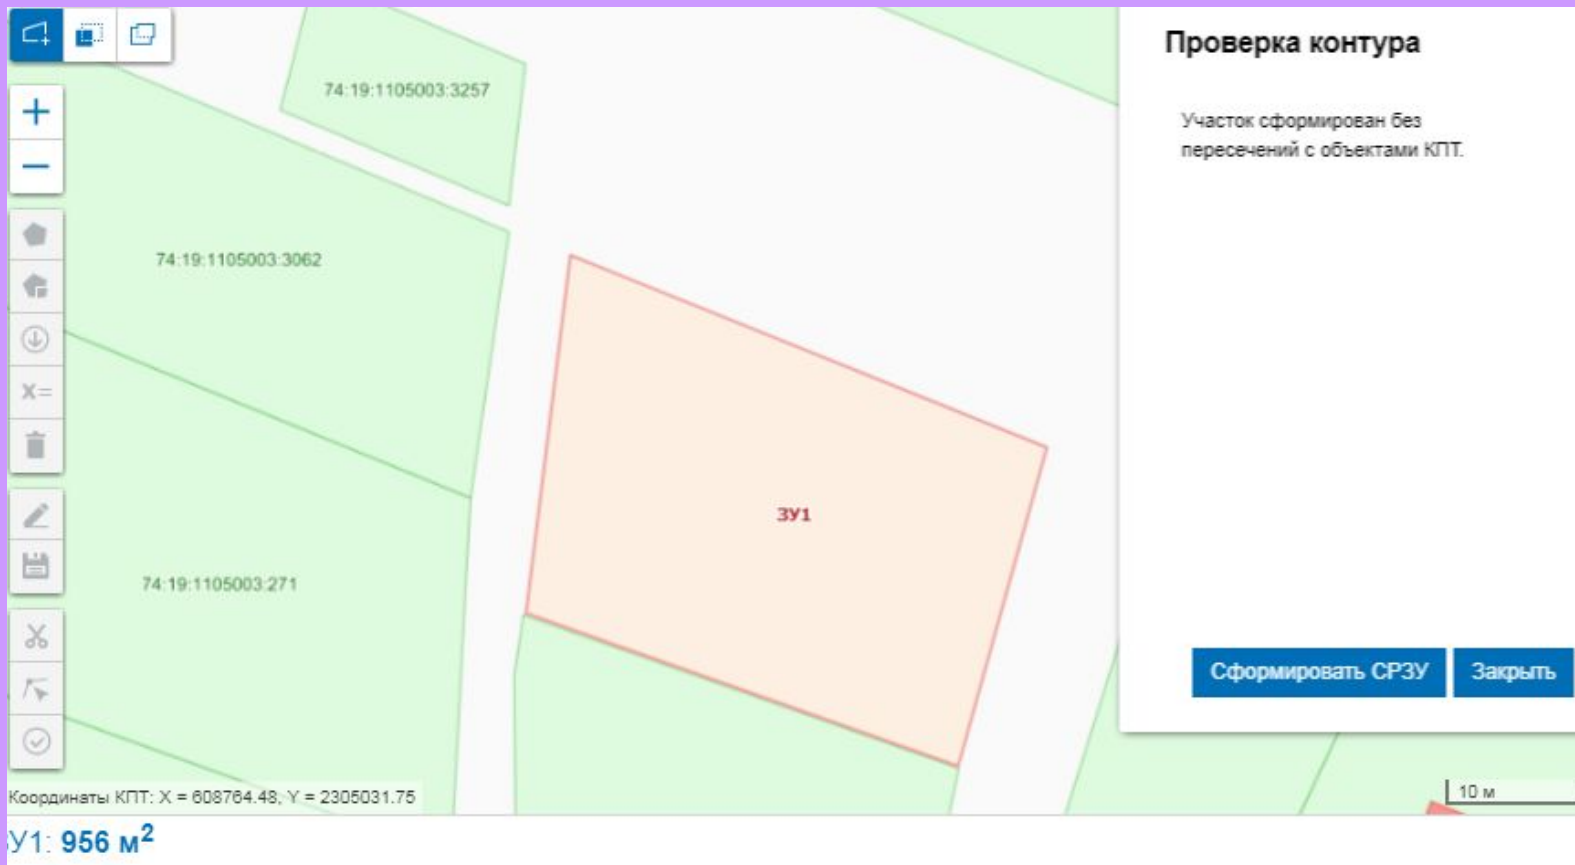 Проверка контура
74:19:1105003:3257
Участок сформирован без
пересечений с объектами КПТ.
74:19:1105003:3062
X=
ЗУ1
74:19:1105003:271
Сформировать СРЗУ
Закрыть
Координаты КПТ: X = 608764.48, Y = 2305031.75
10 м
ЗУ1: 956 м²